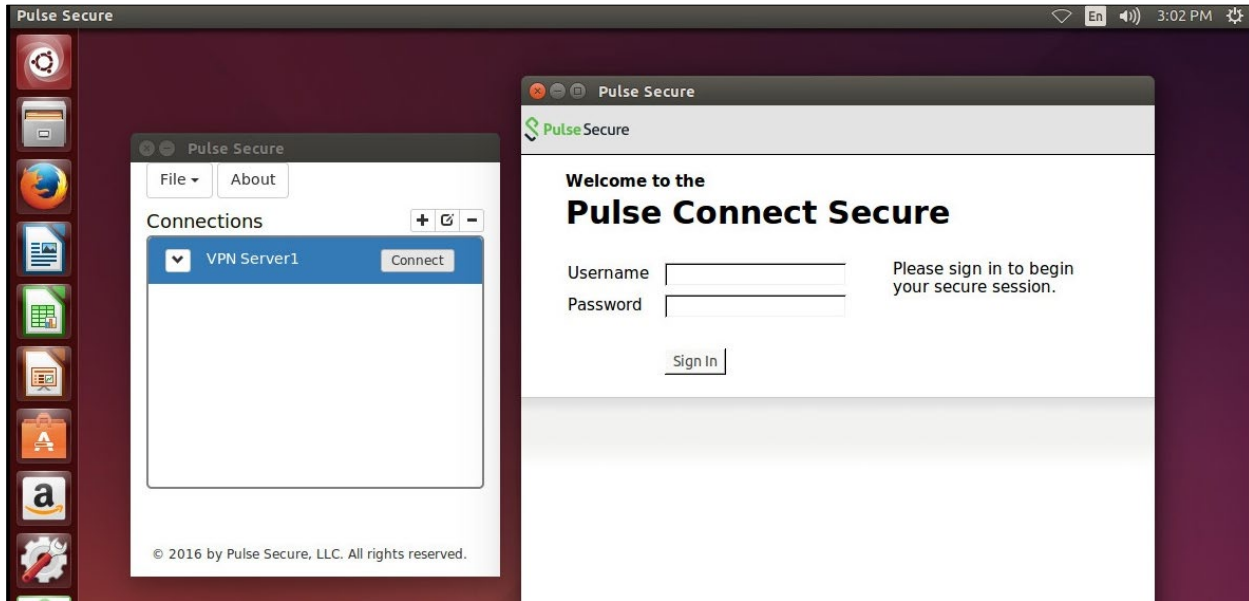 Pulse Secure
En
3:02 PM
Pulse Secure
File
About
Connections
VPN Server1
Connect
© 2016 by Pulse Secure, LLC. All rights reserved.
Pulse Secure
Pulse Secure
Welcome to the
Pulse Connect Secure
Username
Please sign in to begin
your secure session.
Password
Sign In
A
a